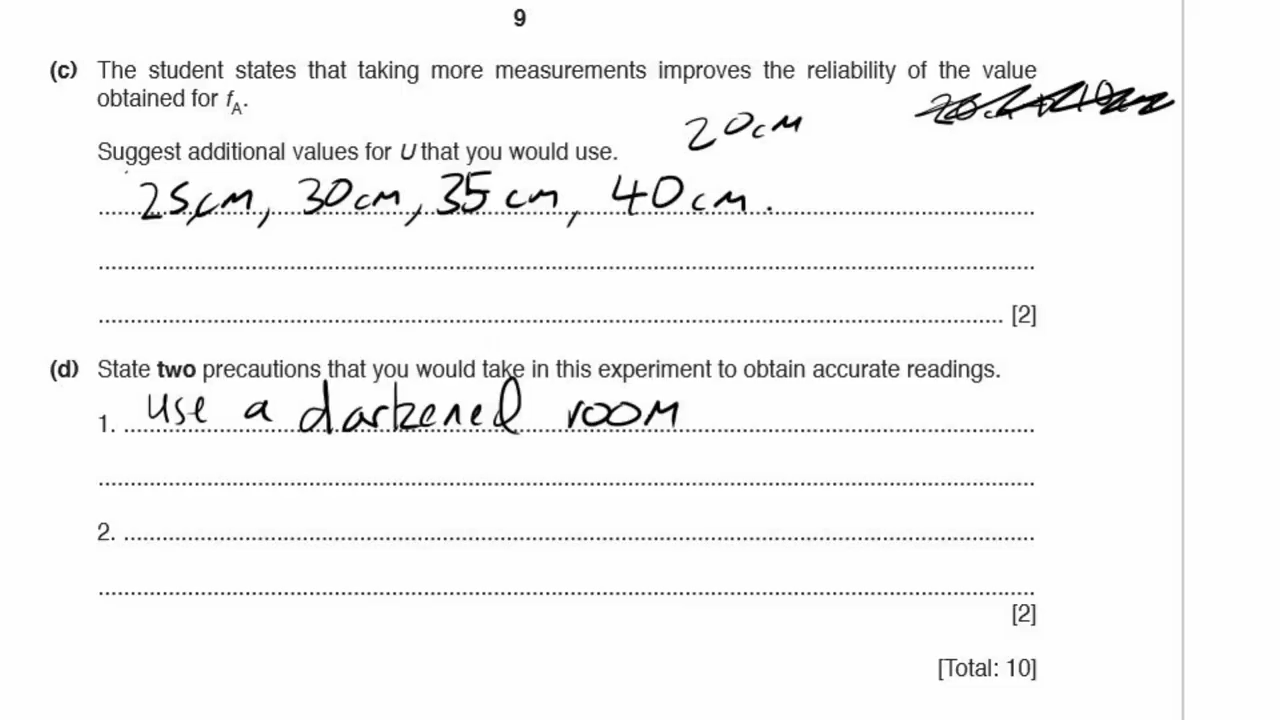 9
(c) The student states that taking more measurements improves the reliability of the value
obtained for fA.
20cm
Suggest additional values for U that you would use.
25cm, 30cm, 35cm, 40cm.
[2]
(d) State two precautions that you would take in this experiment to obtain accurate readings.
1. use a darkened room
2.
[2]
[Total: 10]